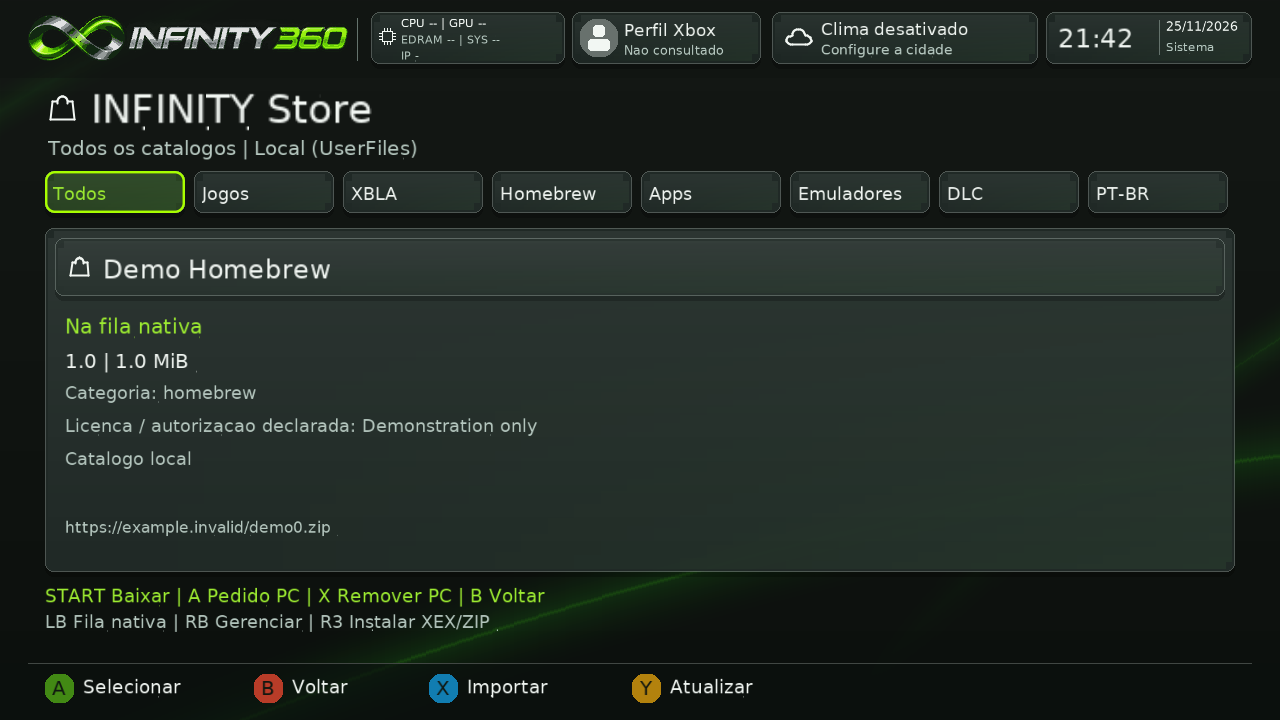 INFINITY 360
CPU -- | GPU --
EDRAM -- | SYS --
IP -
Perfil Xbox
Nao consultado
Clima desativado
Configure a cidade
21:42
25/11/2026
Sistema
INFINITY Store
Todos os catalogos | Local (UserFiles)
Todos
Jogos
XBLA
Homebrew
Apps
Emuladores
DLC
PT-BR
Demo Homebrew
Na fila nativa
1.0 | 1.0 MiB
Categoria: homebrew
Licenca / autorizacao declarada: Demonstration only
Catalogo local
https://example.invalid/demo0.zip
START Baixar | A Pedido PC | X Remover PC | B Voltar
LB Fila nativa | RB Gerenciar | R3 Instalar XEX/ZIP
A Selecionar
B Voltar
X Importar
Y Atualizar